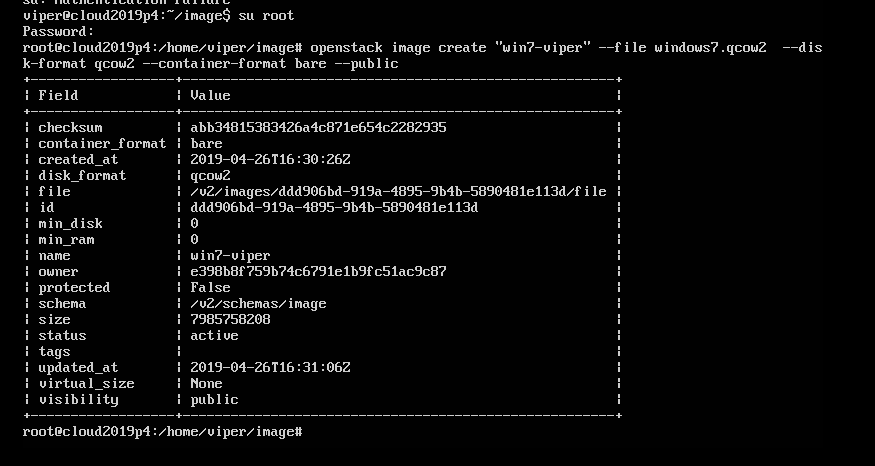 su: Authentication failure
viper@cloud2019p4:~/image$ su root
Password:
root@cloud2019p4:/home/viper/image# openstack image create "win7-viper" --file windows7.qcow2  --dis
k-format qcow2 --container-format bare --public
+------------------+------------------------------------------------------+
| Field            | Value                                                |
+------------------+------------------------------------------------------+
| checksum         | abb34815383426a4c871e654c2282935                     |
| container_format | bare                                                 |
| created_at       | 2019-04-26T16:30:26Z                                 |
| disk_format      | qcow2                                                |
| file             | /v2/images/ddd906bd-919a-4895-9b4b-5890481e113d/file |
| id               | ddd906bd-919a-4895-9b4b-5890481e113d                 |
| min_disk         | 0                                                    |
| min_ram          | 0                                                    |
| name             | win7-viper                                           |
| owner            | e398b8f759b74c6791e1b9fc51ac9c87                     |
| protected        | False                                                |
| schema           | /v2/schemas/image                                    |
| size             | 7985758208                                           |
| status           | active                                               |
| tags             |                                                      |
| updated_at       | 2019-04-26T16:31:06Z                                 |
| virtual_size     | None                                                 |
| visibility       | public                                               |
+------------------+------------------------------------------------------+
root@cloud2019p4:/home/viper/image#